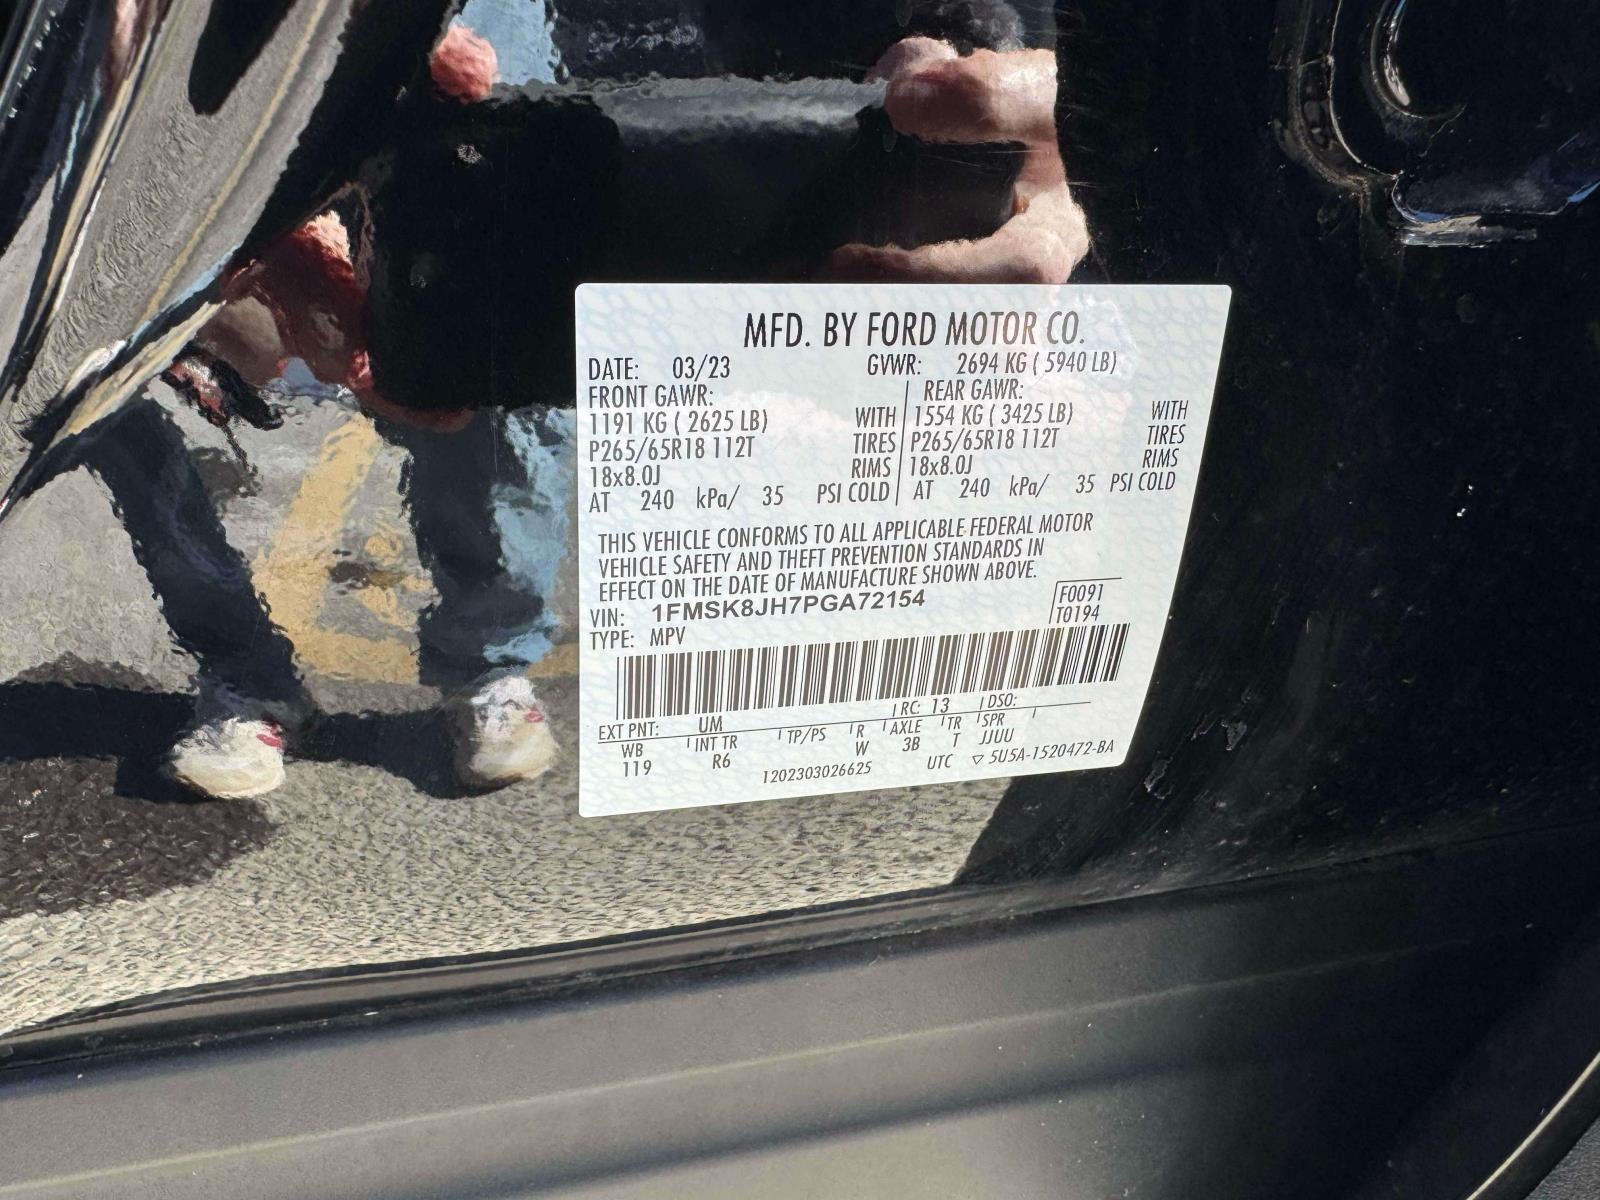 MFD. BY FORD MOTOR CO.
DATE: 03/23 GVWR: 2694 KG ( 5940 LB)
FRONT GAWR: REAR GAWR:
1191 KG ( 2625 LB) WITH 1554 KG ( 3425 LB) WITH
P265/65R18 112T TIRES P265/65R18 112T TIRES
18x8.0J RIMS 18x8.0J RIMS
AT 240 kPa/ 35 PSI COLD AT 240 kPa/ 35 PSI COLD
THIS VEHICLE CONFORMS TO ALL APPLICABLE FEDERAL MOTOR
VEHICLE SAFETY AND THEFT PREVENTION STANDARDS IN
EFFECT ON THE DATE OF MANUFACTURE SHOWN ABOVE.
VIN: 1FMSK8JH7PGA72154 F0091
TYPE: MPV T0194
EXT PNT: UM RC: 13 DSO:
WB INT TR TP/PS R AXLE TR SPR
119 R6 W 3B T JJUU
1202303026625 UTC ▽ 5U5A-1520472-BA